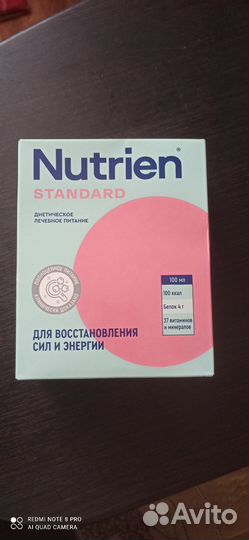 Nutrien®
STANDARD
ДИЕТИЧЕСКОЕ
ЛЕЧЕБНОЕ ПИТАНИЕ
100 мл
100 ккал
Белок 4 г
37 витаминов
и минералов
ДЛЯ ВОССТАНОВЛЕНИЯ
СИЛ И ЭНЕРГИИ
REDMI NOTE 8 PRO
AI QUAD CAMERA
Avito